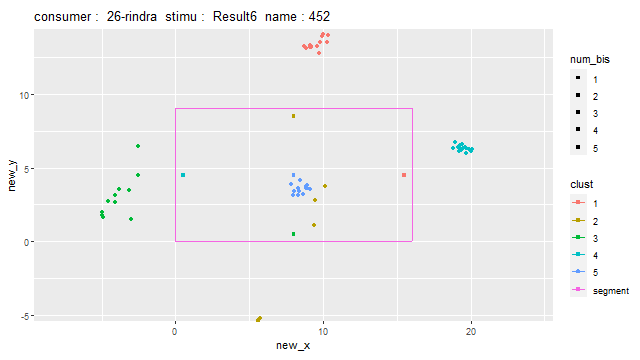 consumer :  26-rindra  stimu :  Result6  name : 452
new_y
10
5
0
-5
0
10
20
new_x
num_bis
1
2
3
4
5
clust
1
2
3
4
5
segment